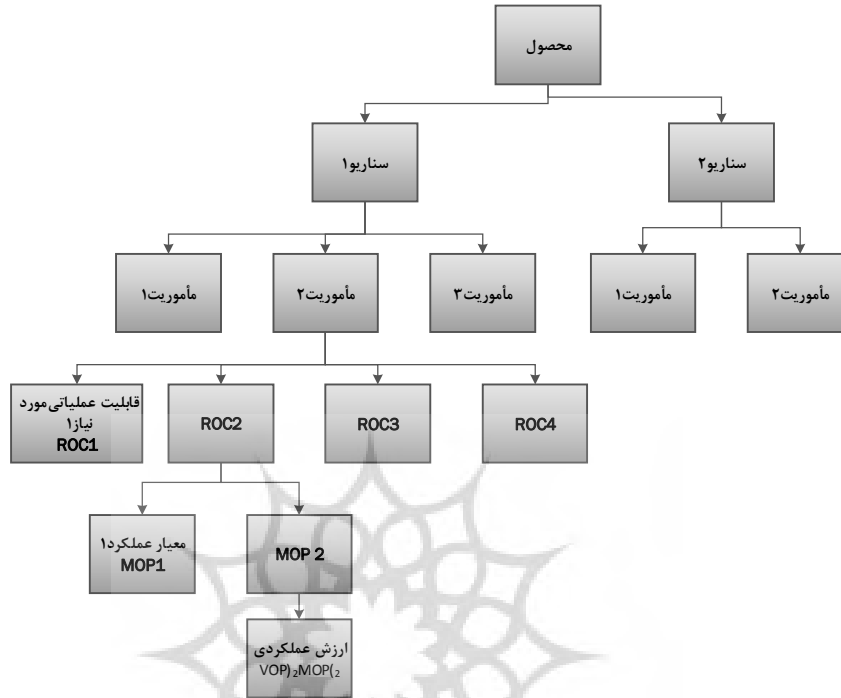 محصول
سناریو۱
سناریو۲
مأموریت۱
مأموریت۲
مأموریت۳
مأموریت۱
مأموریت۲
قابلیت عملیاتی مورد
نیاز۱
ROC1
ROC2
ROC3
ROC4
معیار عملکرد۱
MOP1
MOP 2
ارزش عملکردی
VOP)₂MOP(₂